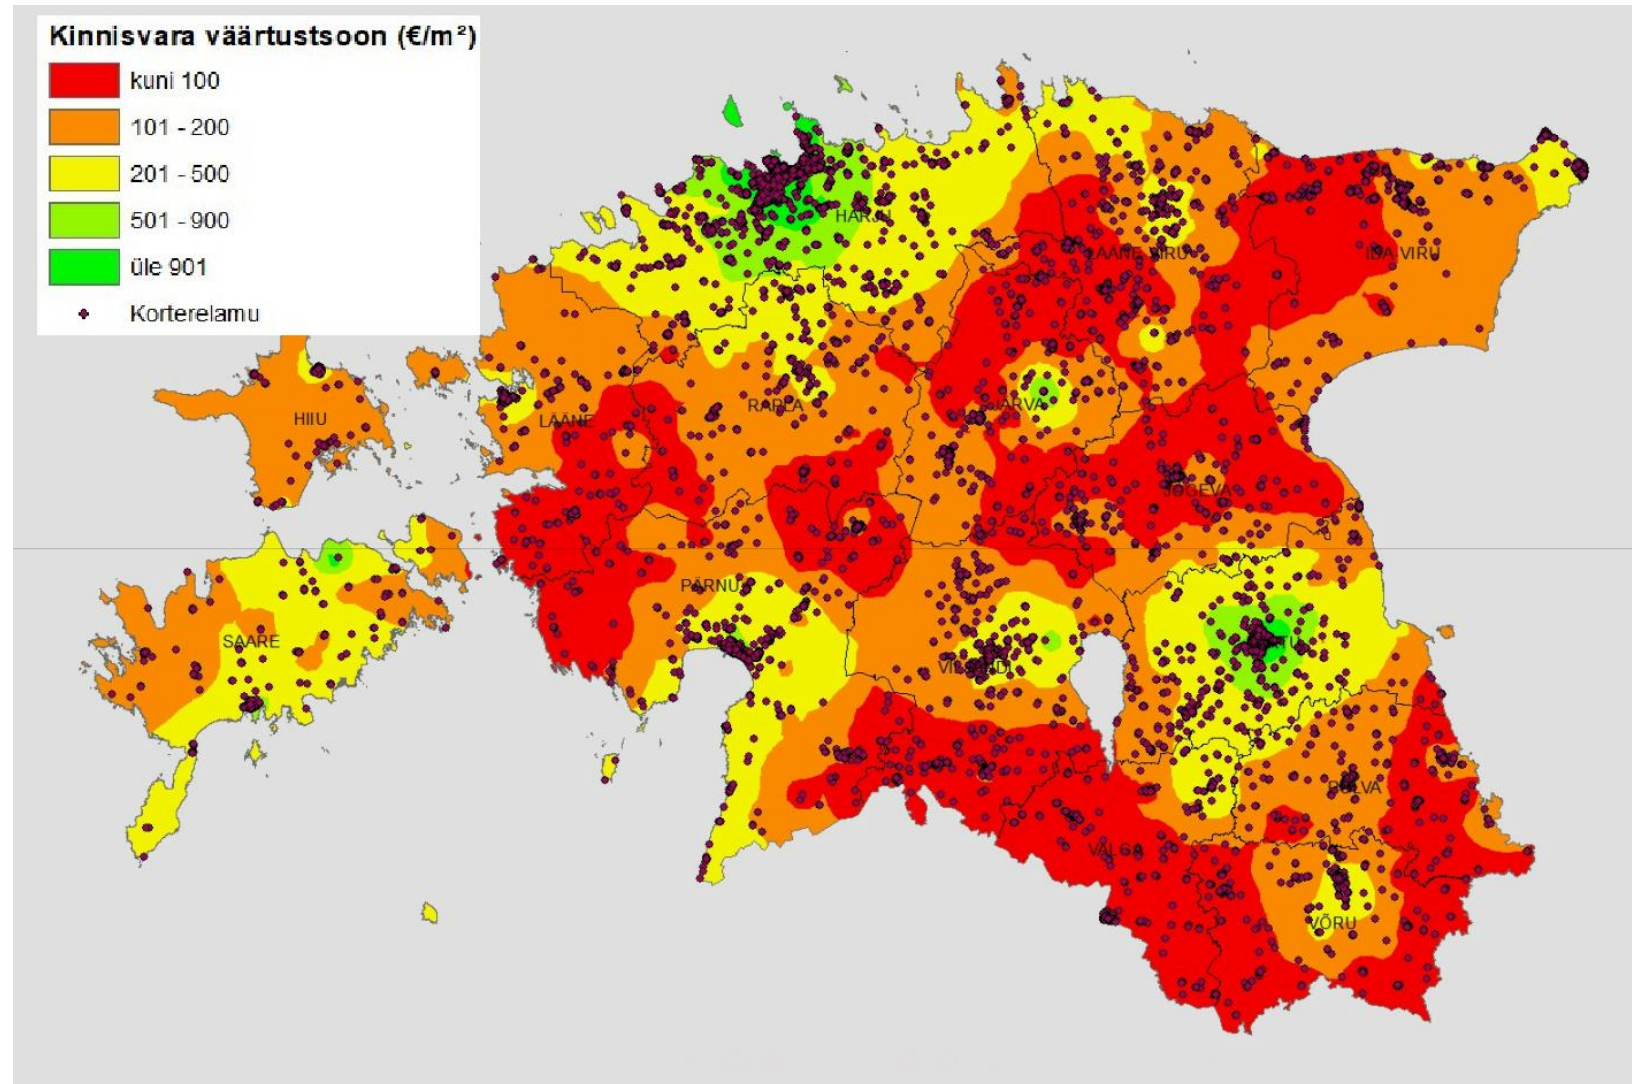 Kinnisvara väärtustsoon (€/m²)
kuni 100
101 - 200
201 - 500
501 - 900
üle 901
Korterelamu
HARJU
LÄÄNE-VIRU
IDA-VIRU
HIIU
LÄÄNE
RAPLA
JÄRVA
JÕGEVA
PÄRNU
SAARE
VILJANDI
TARTU
PÕLVA
VALGA
VÕRU